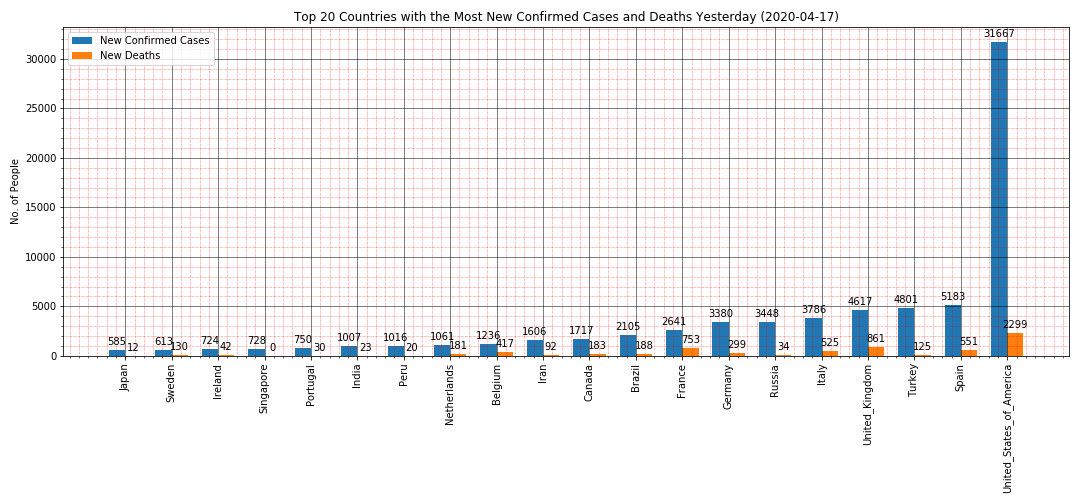 Top 20 Countries with the Most New Confirmed Cases and Deaths Yesterday (2020-04-17)
New Confirmed Cases
New Deaths
No. of People
30000
25000
20000
15000
10000
5000
0
585
12
613
130
724
42
728
0
750
30
1007
23
1016
20
1061
181
1236
417
1606
92
1717
183
2105
188
2641
753
3380
299
3448
34
3786
525
4617
861
4801
125
5183
551
31667
2299
Japan
Sweden
Ireland
Singapore
Portugal
India
Peru
Netherlands
Belgium
Iran
Canada
Brazil
France
Germany
Russia
Italy
United_Kingdom
Turkey
Spain
United_States_of_America